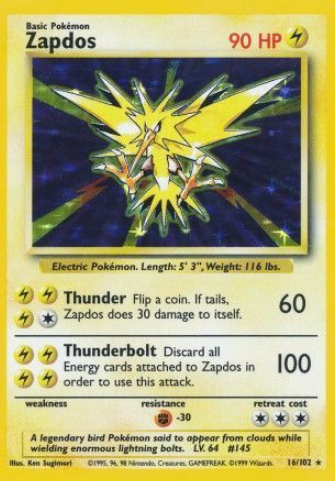 Basic Pokémon
Zapdos 90 HP
Electric Pokémon. Length: 5' 3", Weight: 116 lbs.
Thunder Flip a coin. If tails,
Zapdos does 30 damage to itself.
60
Thunderbolt Discard all
Energy cards attached to Zapdos in
order to use this attack.
100
weakness resistance retreat cost
-30
A legendary bird Pokémon said to appear from clouds while
wielding enormous lightning bolts. LV. 64 #145
Illus. Ken Sugimori ©1995, 96, 98 Nintendo, Creatures, GAMEFREAK. ©1999 Wizards. 16/102 ★